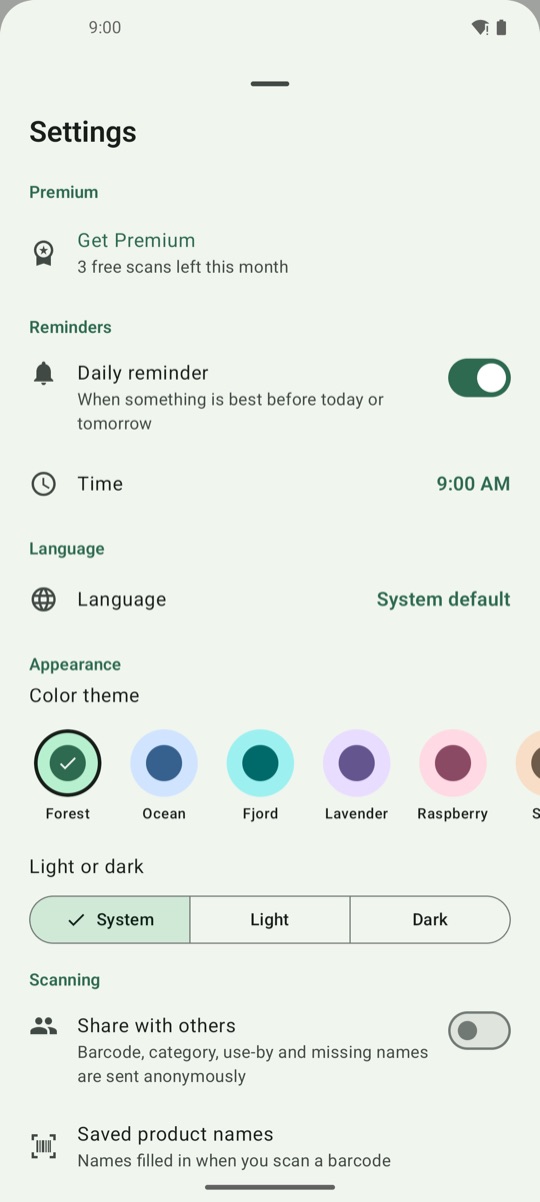 9:00
Settings
Premium
Get Premium
3 free scans left this month
Reminders
Daily reminder
When something is best before today or
tomorrow
Time
9:00 AM
Language
Language
System default
Appearance
Color theme
Forest
Ocean
Fjord
Lavender
Raspberry
Light or dark
System
Light
Dark
Scanning
Share with others
Barcode, category, use-by and missing names
are sent anonymously
Saved product names
Names filled in when you scan a barcode